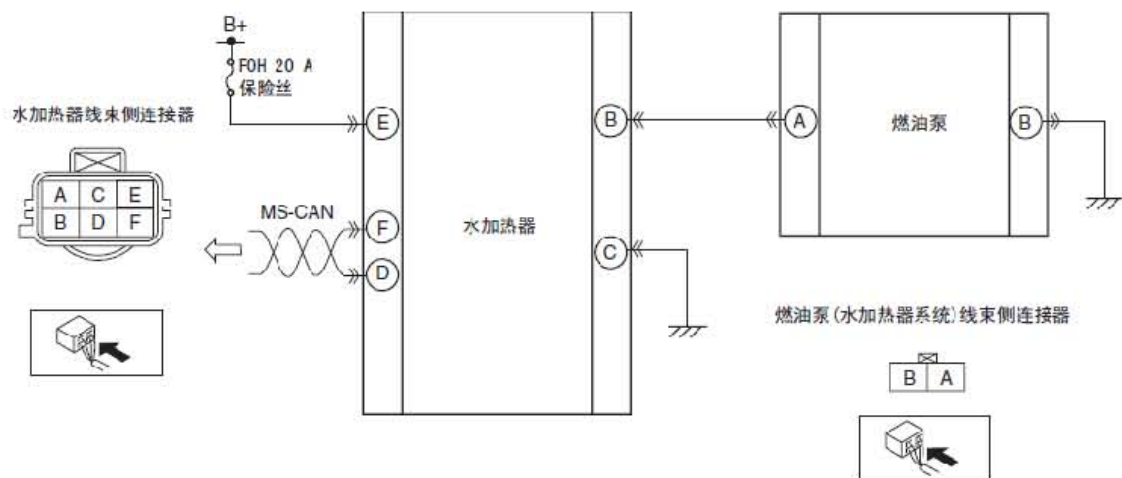 B+
FOH 20 A
保险丝
水加热器线束侧连接器
A C E
B D F
MS-CAN
E
F
D
水加热器
B
C
A
燃油泵
B
燃油泵(水加热器系统)线束侧连接器
B A